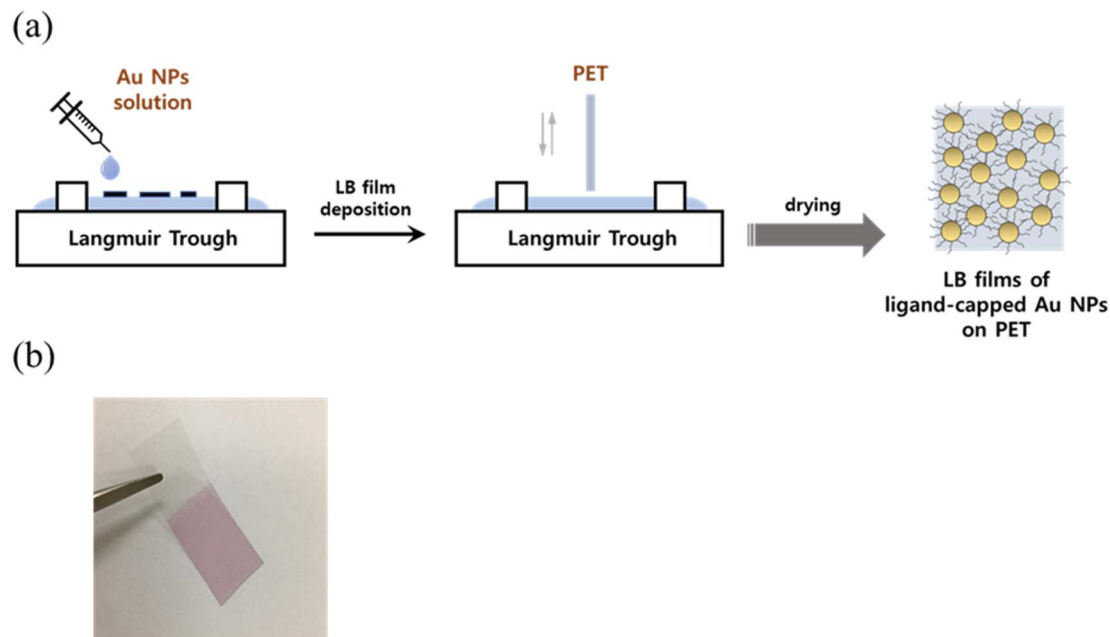 (a)
Au NPs
solution
PET
LB film
deposition
drying
Langmuir Trough
Langmuir Trough
LB films of
ligand-capped Au NPs
on PET
(b)